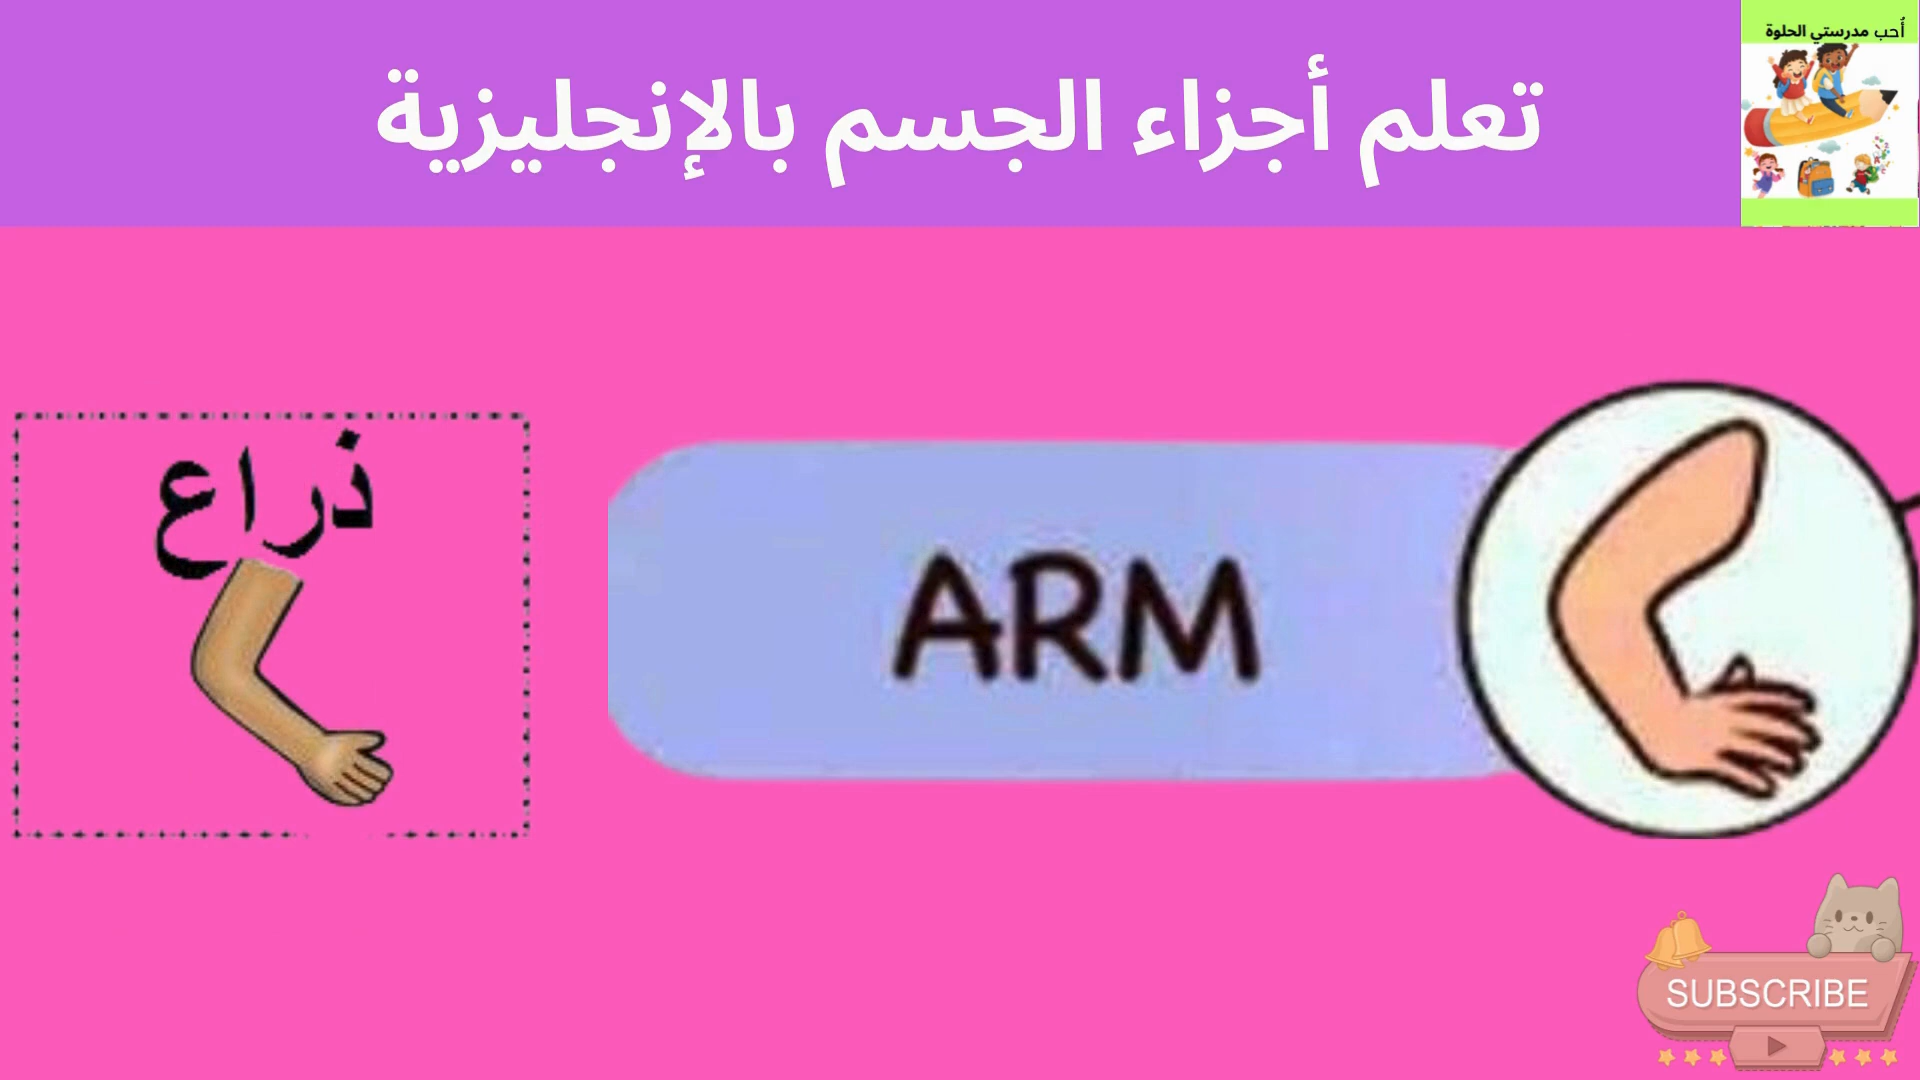 تعلم أجزاء الجسم بالإنجليزية
أحب مدرستي الحلوة
ذراع
ARM
SUBSCRIBE